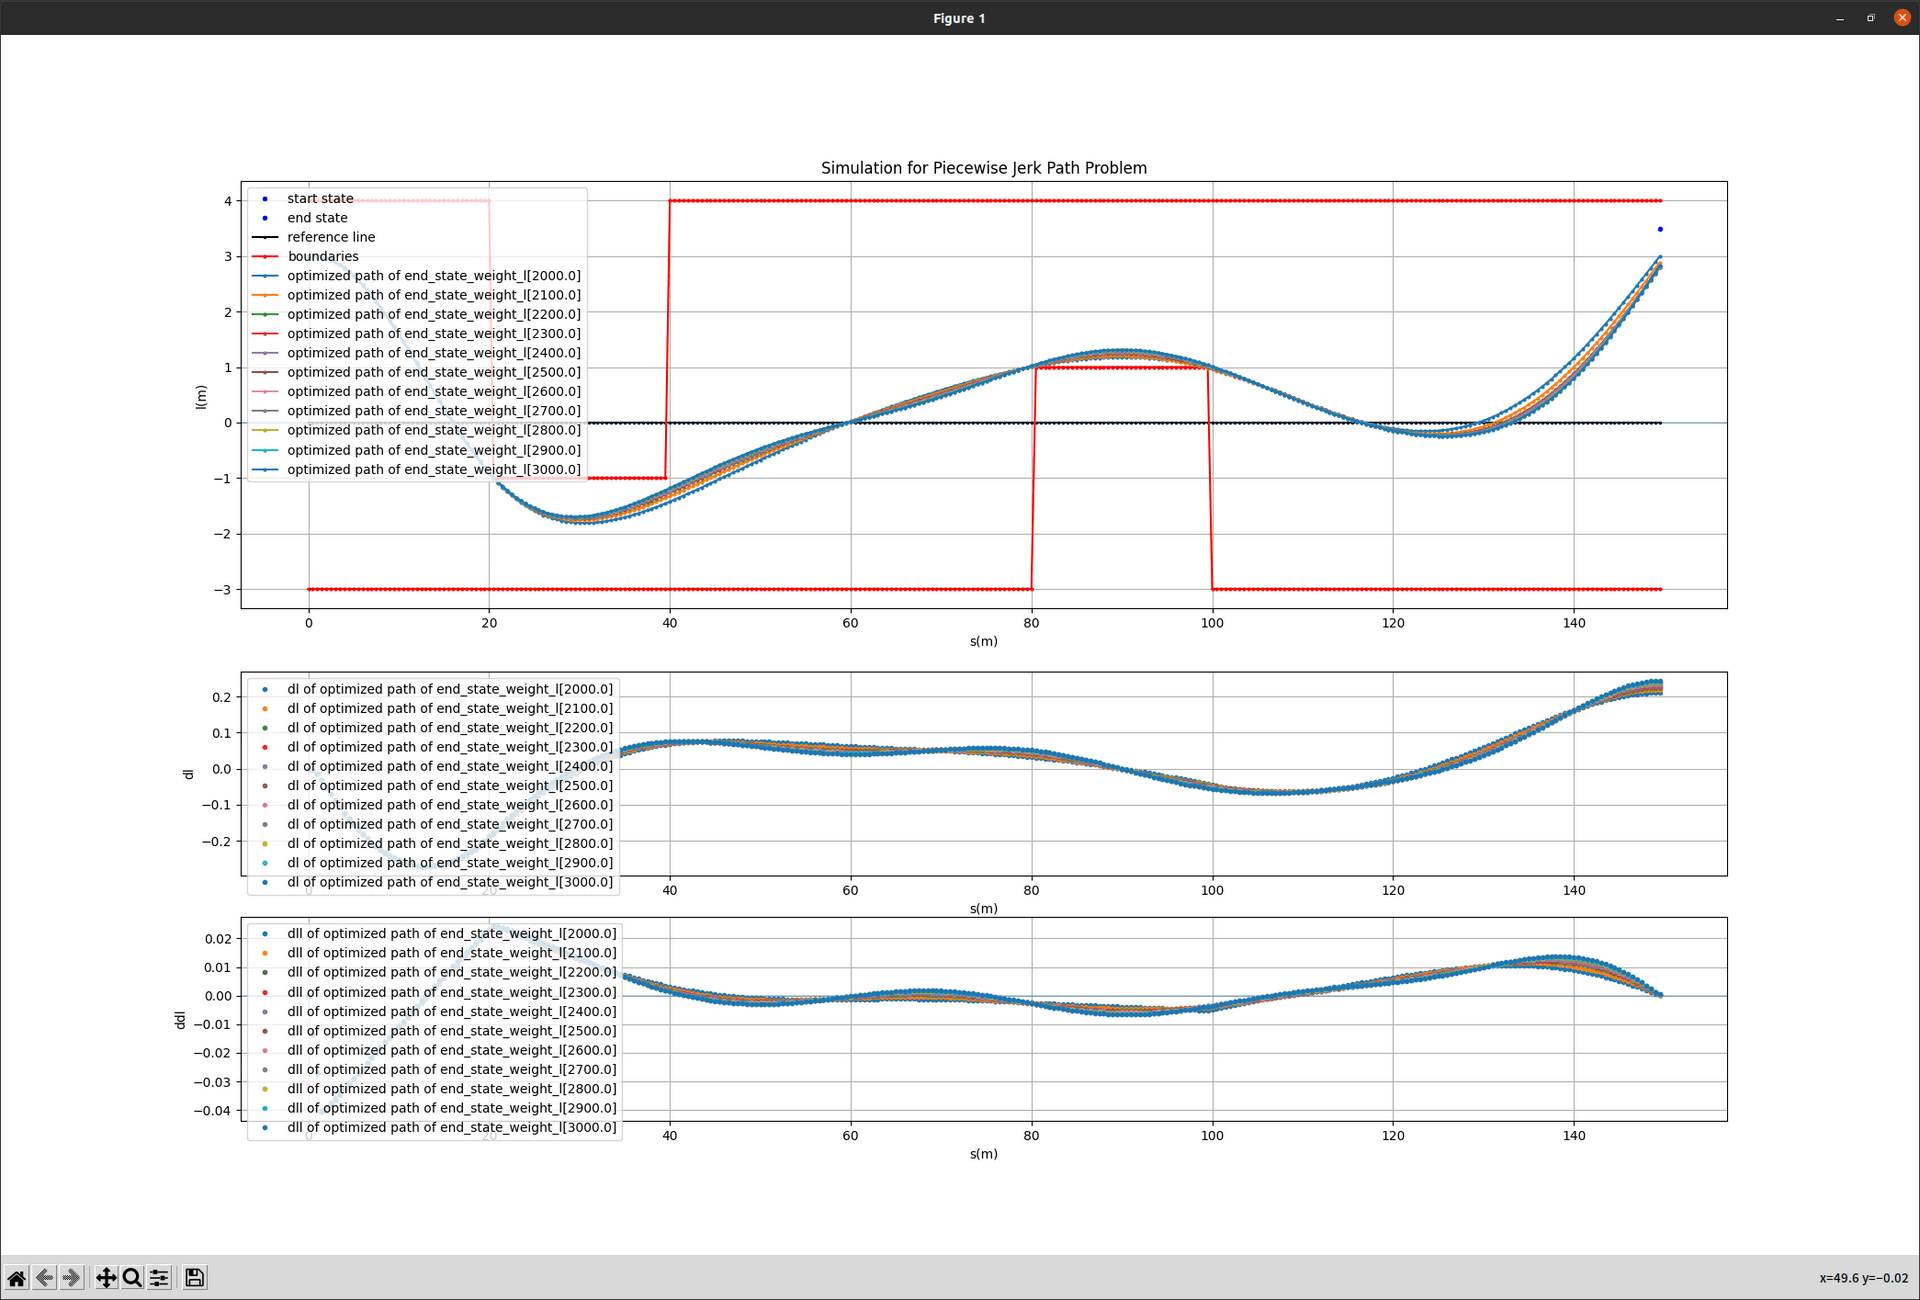 Figure 1
Simulation for Piecewise Jerk Path Problem
4
3
2
1
0
−1
−2
−3
l(m)
start state
end state
reference line
boundaries
optimized path of end_state_weight_l[2000.0]
optimized path of end_state_weight_l[2100.0]
optimized path of end_state_weight_l[2200.0]
optimized path of end_state_weight_l[2300.0]
optimized path of end_state_weight_l[2400.0]
optimized path of end_state_weight_l[2500.0]
optimized path of end_state_weight_l[2600.0]
optimized path of end_state_weight_l[2700.0]
optimized path of end_state_weight_l[2800.0]
optimized path of end_state_weight_l[2900.0]
optimized path of end_state_weight_l[3000.0]
0 20 40 60 80 100 120 140
s(m)
0.2
0.1
0.0
−0.1
−0.2
dl
dl of optimized path of end_state_weight_l[2000.0]
dl of optimized path of end_state_weight_l[2100.0]
dl of optimized path of end_state_weight_l[2200.0]
dl of optimized path of end_state_weight_l[2300.0]
dl of optimized path of end_state_weight_l[2400.0]
dl of optimized path of end_state_weight_l[2500.0]
dl of optimized path of end_state_weight_l[2600.0]
dl of optimized path of end_state_weight_l[2700.0]
dl of optimized path of end_state_weight_l[2800.0]
dl of optimized path of end_state_weight_l[2900.0]
dl of optimized path of end_state_weight_l[3000.0]
0 20 40 60 80 100 120 140
s(m)
0.02
0.01
0.00
−0.01
−0.02
−0.03
−0.04
ddl
dll of optimized path of end_state_weight_l[2000.0]
dll of optimized path of end_state_weight_l[2100.0]
dll of optimized path of end_state_weight_l[2200.0]
dll of optimized path of end_state_weight_l[2300.0]
dll of optimized path of end_state_weight_l[2400.0]
dll of optimized path of end_state_weight_l[2500.0]
dll of optimized path of end_state_weight_l[2600.0]
dll of optimized path of end_state_weight_l[2700.0]
dll of optimized path of end_state_weight_l[2800.0]
dll of optimized path of end_state_weight_l[2900.0]
dll of optimized path of end_state_weight_l[3000.0]
0 20 40 60 80 100 120 140
s(m)
x=49.6 y=−0.02